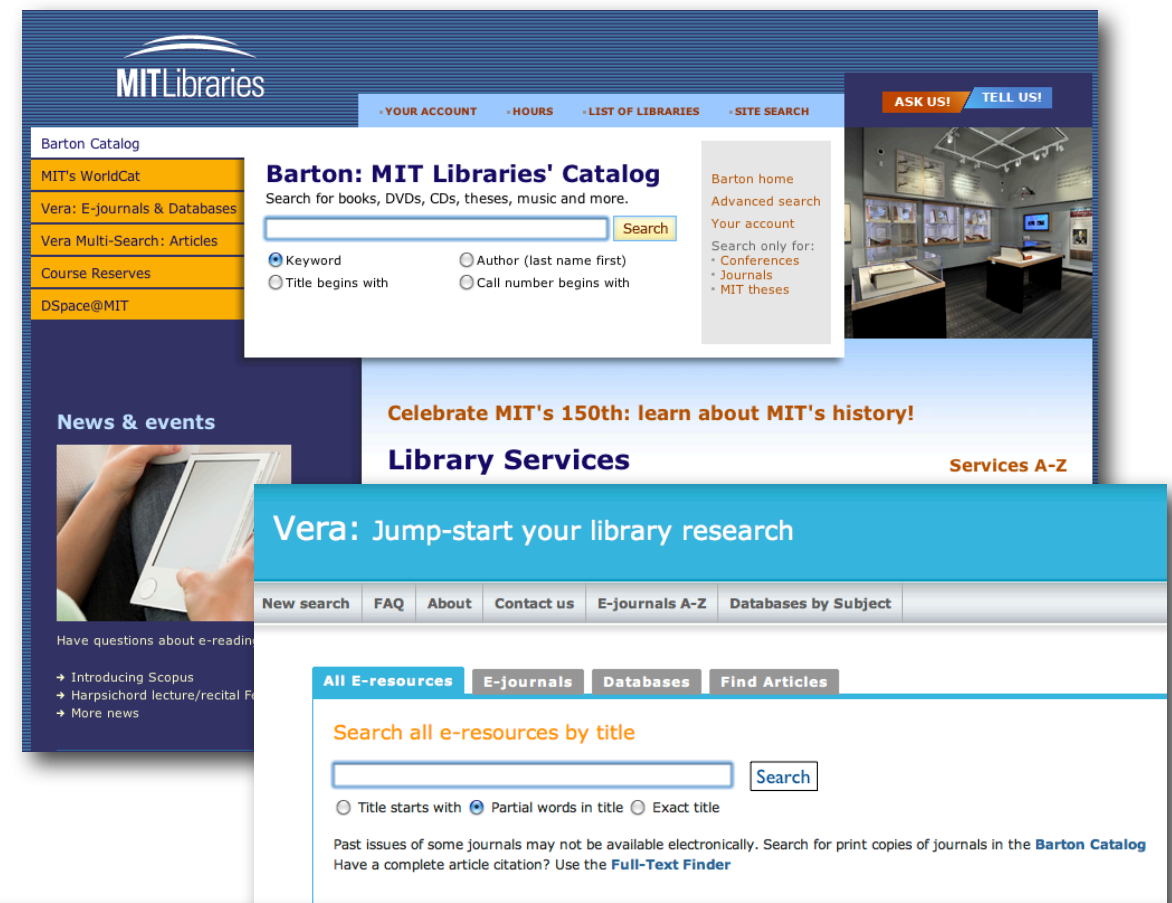 MITLibraries
YOUR ACCOUNT HOURS LIST OF LIBRARIES SITE SEARCH
ASK US! TELL US!
Barton Catalog
MIT's WorldCat
Vera: E-journals & Databases
Vera Multi-Search: Articles
Course Reserves
DSpace@MIT
Barton: MIT Libraries' Catalog
Search for books, DVDs, CDs, theses, music and more.
Search
Keyword
Author (last name first)
Title begins with
Call number begins with
Barton home
Advanced search
Your account
Search only for:
• Conferences
• Journals
• MIT theses
News & events
Have questions about e-reading
→ Introducing Scopus
→ Harpsichord lecture/recital
→ More news
Celebrate MIT's 150th: learn about MIT's history!
Library Services
Services A-Z
Vera: Jump-start your library research
New search FAQ About Contact us E-journals A-Z Databases by Subject
All E-resources E-journals Databases Find Articles
Search all e-resources by title
Search
Title starts with Partial words in title Exact title
Past issues of some journals may not be available electronically. Search for print copies of journals in the Barton Catalog
Have a complete article citation? Use the Full-Text Finder